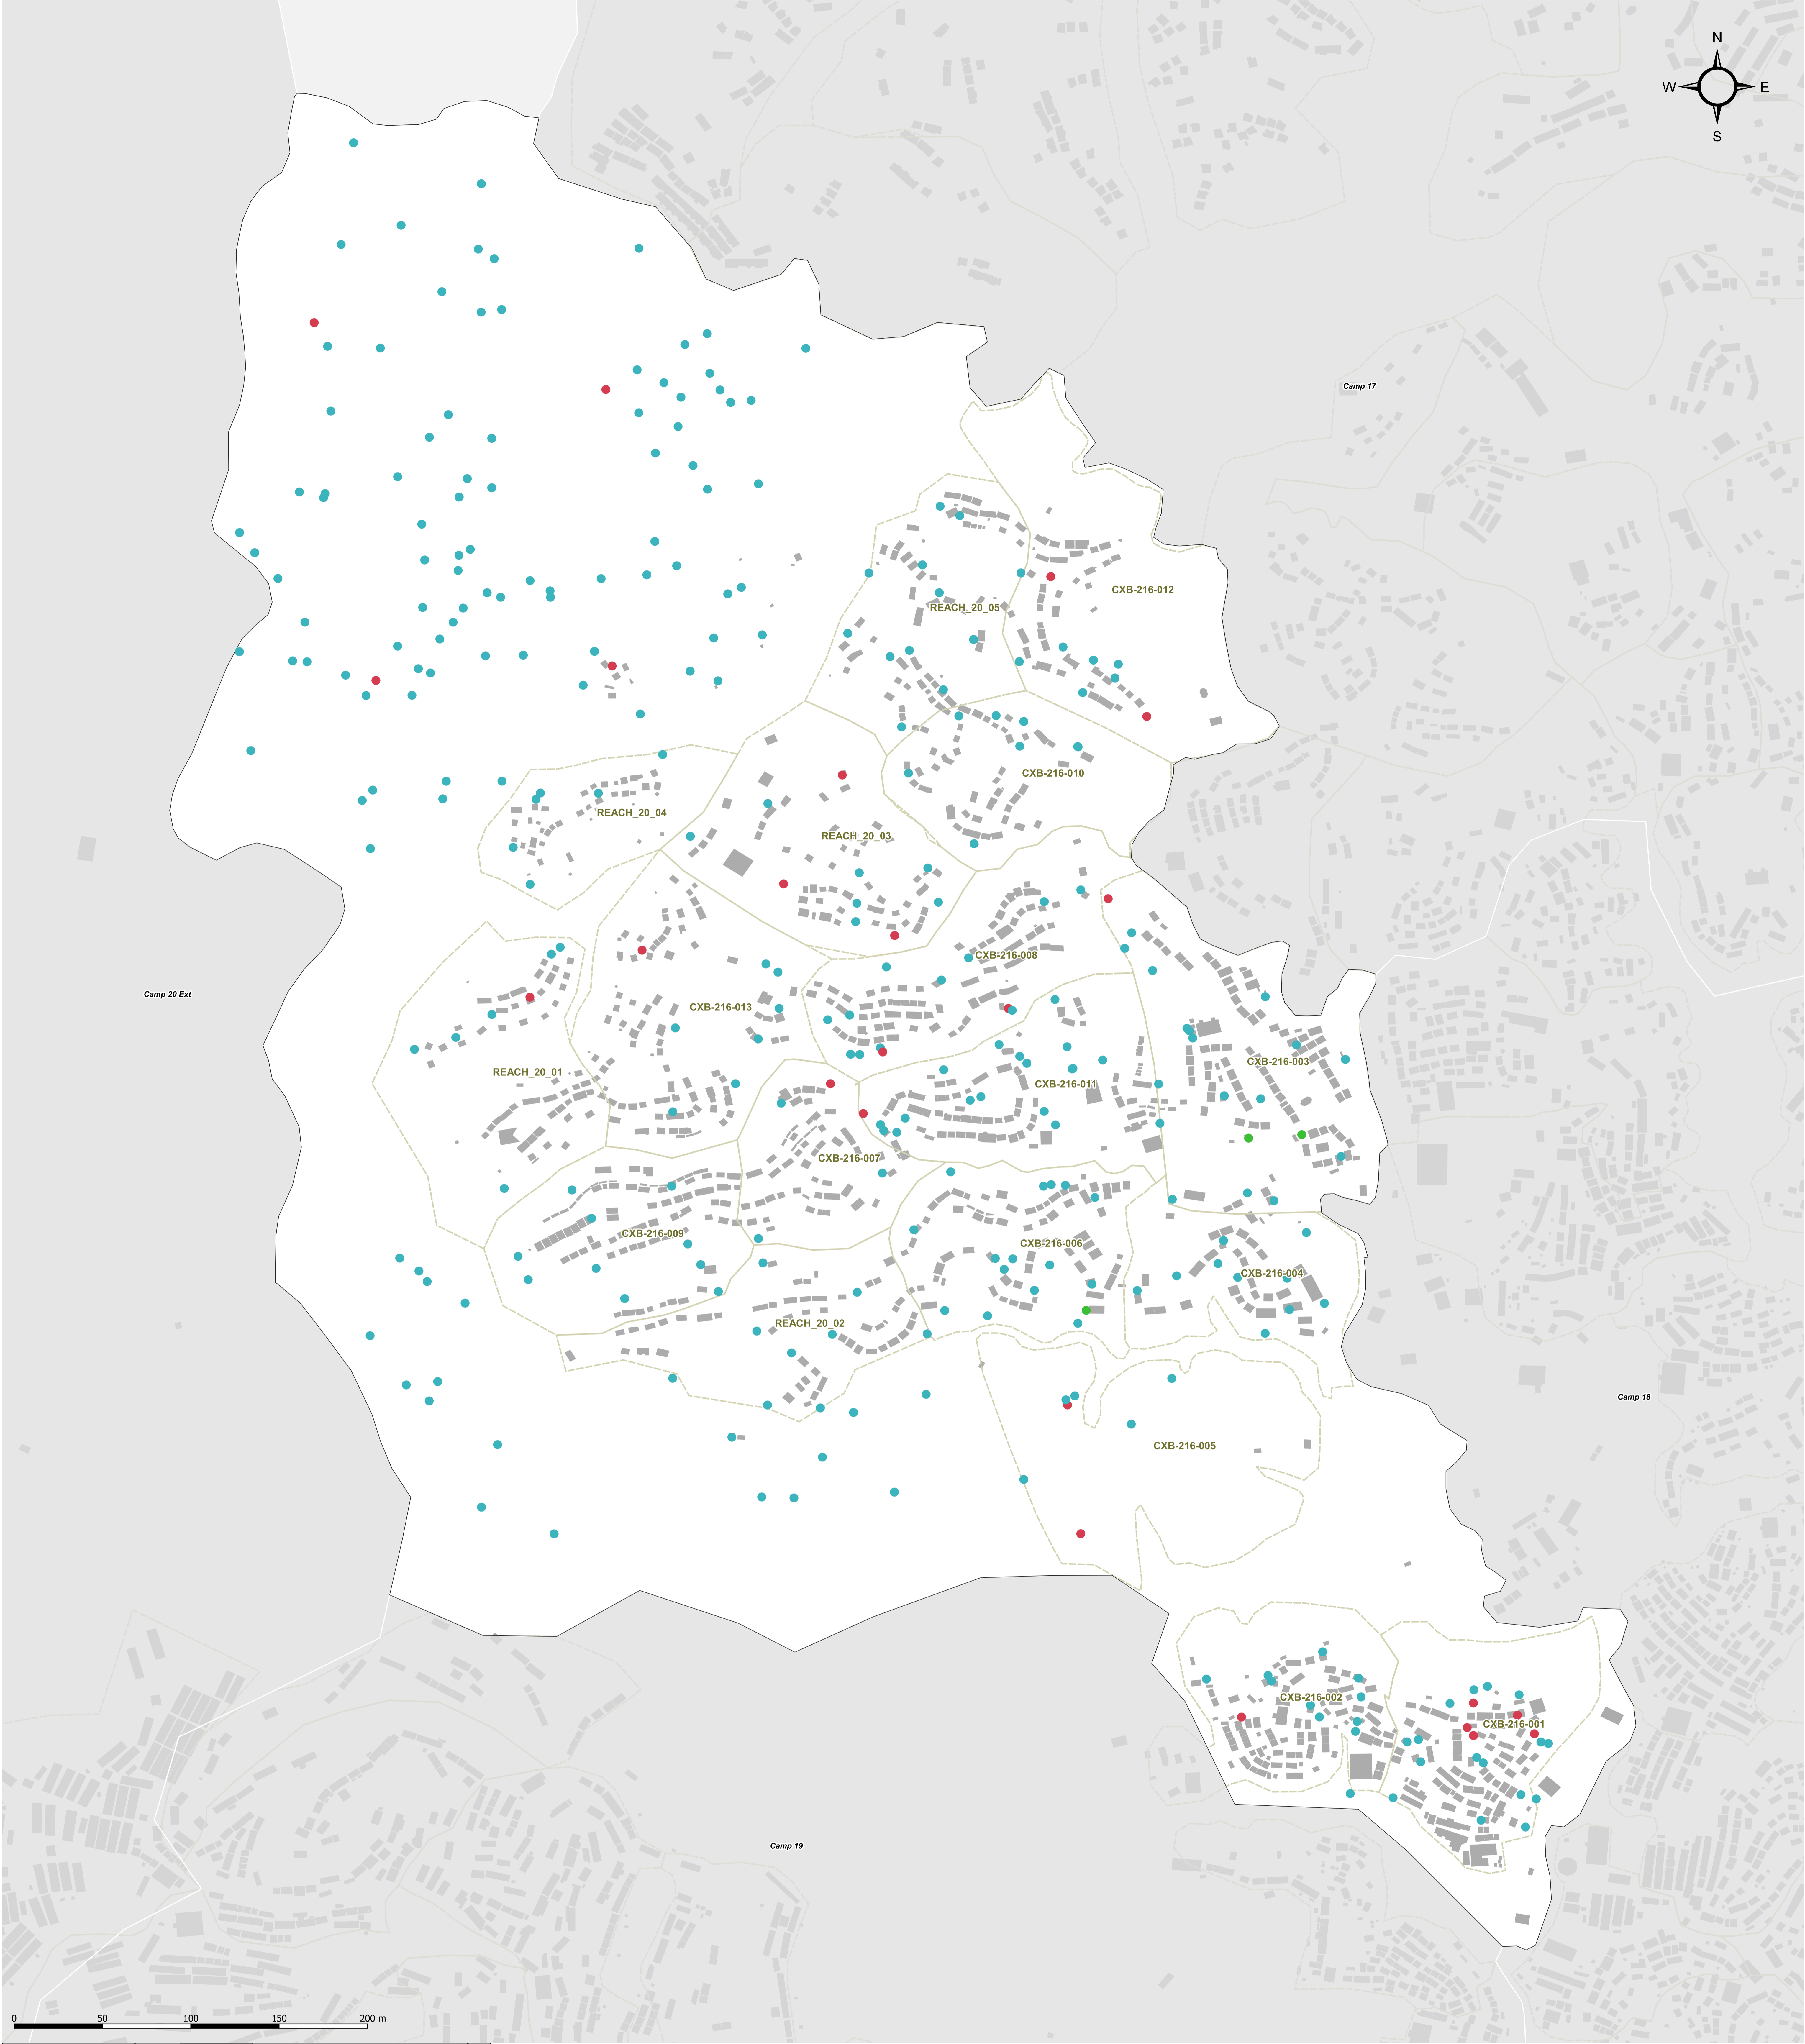 N
W E
S
Camp 17
CXB-216-012
REACH_20_05
CXB-216-010
REACH_20_04
REACH_20_03
CXB-216-008
Camp 20 Ext
CXB-216-013
CXB-216-003
REACH_20_01
CXB-216-011
CXB-216-007
CXB-216-009
CXB-216-006
CXB-216-004
REACH_20_02
Camp 18
CXB-216-005
CXB-216-002
CXB-216-001
Camp 19
0 50 100 150 200 m